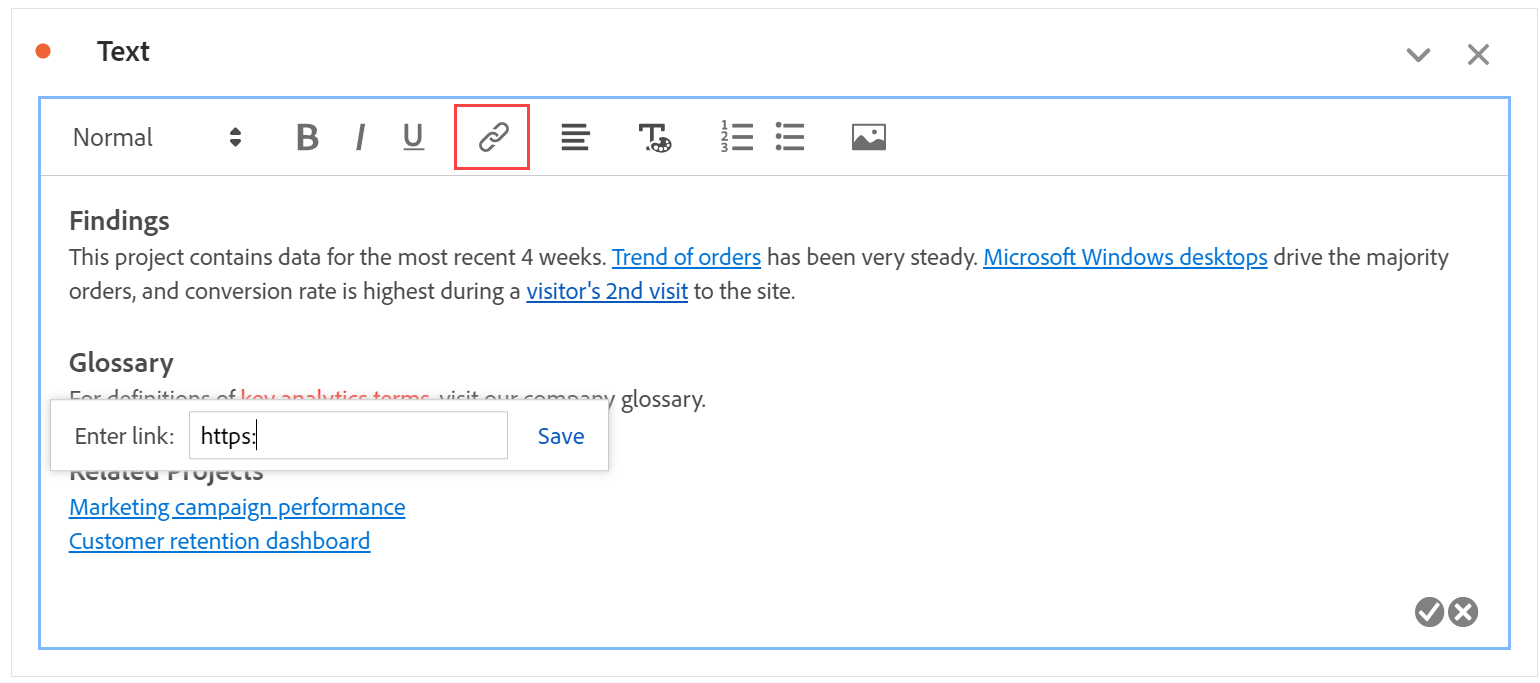 Text
Normal
B I U
1
2
3
Findings
This project contains data for the most recent 4 weeks. Trend of orders has been very steady. Microsoft Windows desktops drive the majority
orders, and conversion rate is highest during a visitor's 2nd visit to the site.
Glossary
For definitions of key analytics terms, visit our company glossary.
Enter link: https: Save
Related Projects
Marketing campaign performance
Customer retention dashboard